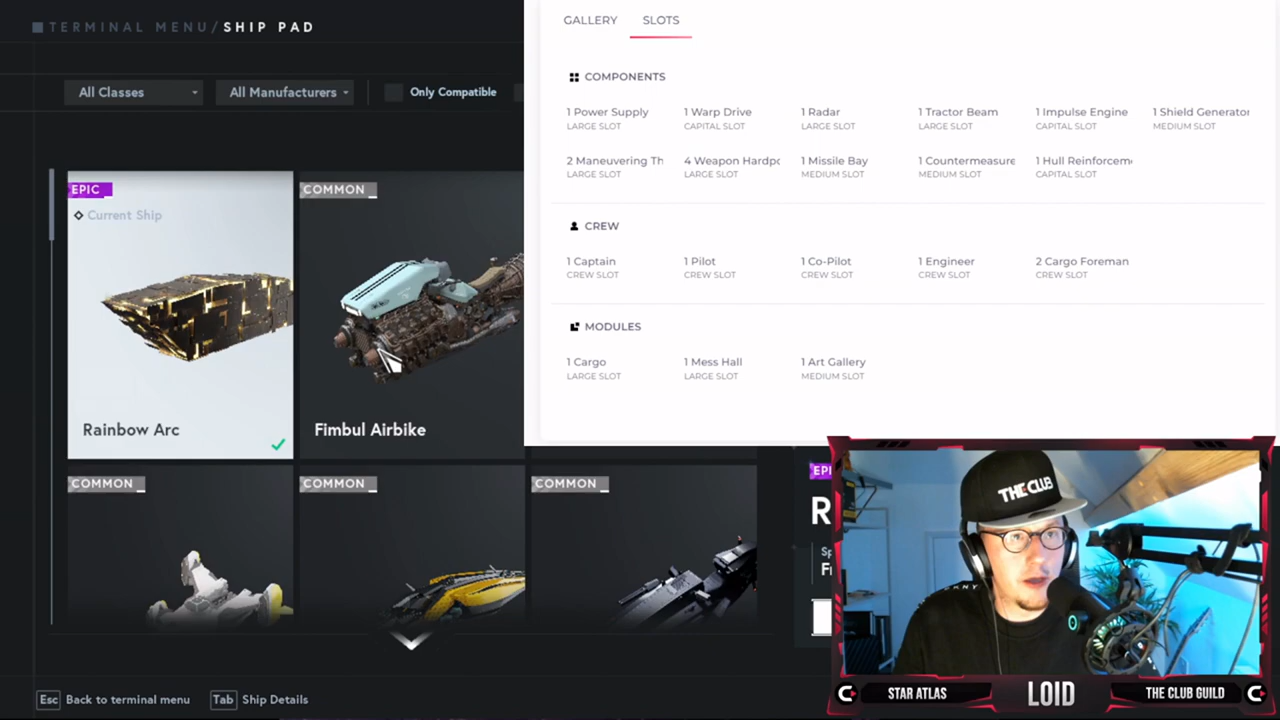 TERMINAL MENU/SHIP PAD
All Classes
All Manufacturers
Only Compatible
EPIC
Current Ship
Rainbow Arc
COMMON
Fimbul Airbike
COMMON
COMMON
COMMON
Esc Back to terminal menu
Tab Ship Details
GALLERY
SLOTS
COMPONENTS
1 Power Supply
LARGE SLOT
1 Warp Drive
CAPITAL SLOT
1 Radar
LARGE SLOT
1 Tractor Beam
LARGE SLOT
1 Impulse Engine
CAPITAL SLOT
1 Shield Generator
MEDIUM SLOT
2 Maneuvering Th
LARGE SLOT
4 Weapon Hardpo
LARGE SLOT
1 Missile Bay
MEDIUM SLOT
1 Countermeasure
MEDIUM SLOT
1 Hull Reinforcem
CAPITAL SLOT
CREW
1 Captain
CREW SLOT
1 Pilot
CREW SLOT
1 Co-Pilot
CREW SLOT
1 Engineer
CREW SLOT
2 Cargo Foreman
CREW SLOT
MODULES
1 Cargo
LARGE SLOT
1 Mess Hall
LARGE SLOT
1 Art Gallery
MEDIUM SLOT
EPI
R
Sp
Fr
THE CLUB
STAR ATLAS
LOID
THE CLUB GUILD